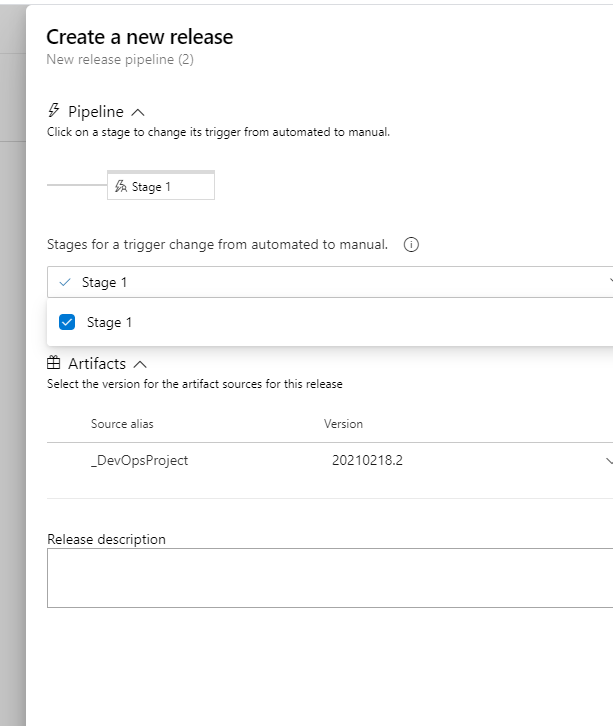 Create a new release
New release pipeline (2)
Pipeline
Click on a stage to change its trigger from automated to manual.
Stage 1
Stages for a trigger change from automated to manual.
Stage 1
Stage 1
Artifacts
Select the version for the artifact sources for this release
Source alias Version
_DevOpsProject 20210218.2
Release description